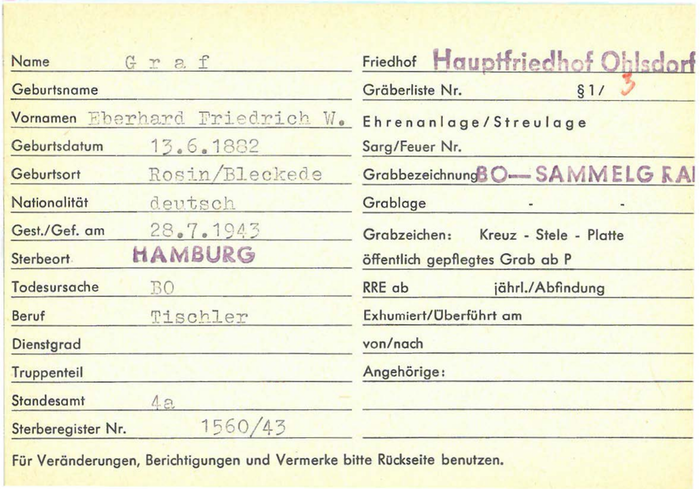 Name G r a f
Geburtsname
Vornamen Eberhard Friedrich W.
Geburtsdatum 13.6.1882
Geburtsort Rosin/Bleckede
Nationalität deutsch
Gest./Gef. am 28.7.1943
Sterbeort HAMBURG
Todesursache BO
Beruf Tischler
Dienstgrad
Truppenteil
Standesamt 4a
Sterberegister Nr. 1560/43
Friedhof Hauptfriedhof Ohlsdorf
Gräberliste Nr. §1/ 3
Ehrenanlage/Streulage
Sarg/Feuer Nr.
Grabbezeichnung BO—SAMMELGRA
Grablage - -
Grabzeichen: Kreuz - Stele - Platte
öffentlich gepflegtes Grab ab P
RRE ab jährl./Abfindung
Exhumiert/Überführt am
von/nach
Angehörige:
Für Veränderungen, Berichtigungen und Vermerke bitte Rückseite benutzen.